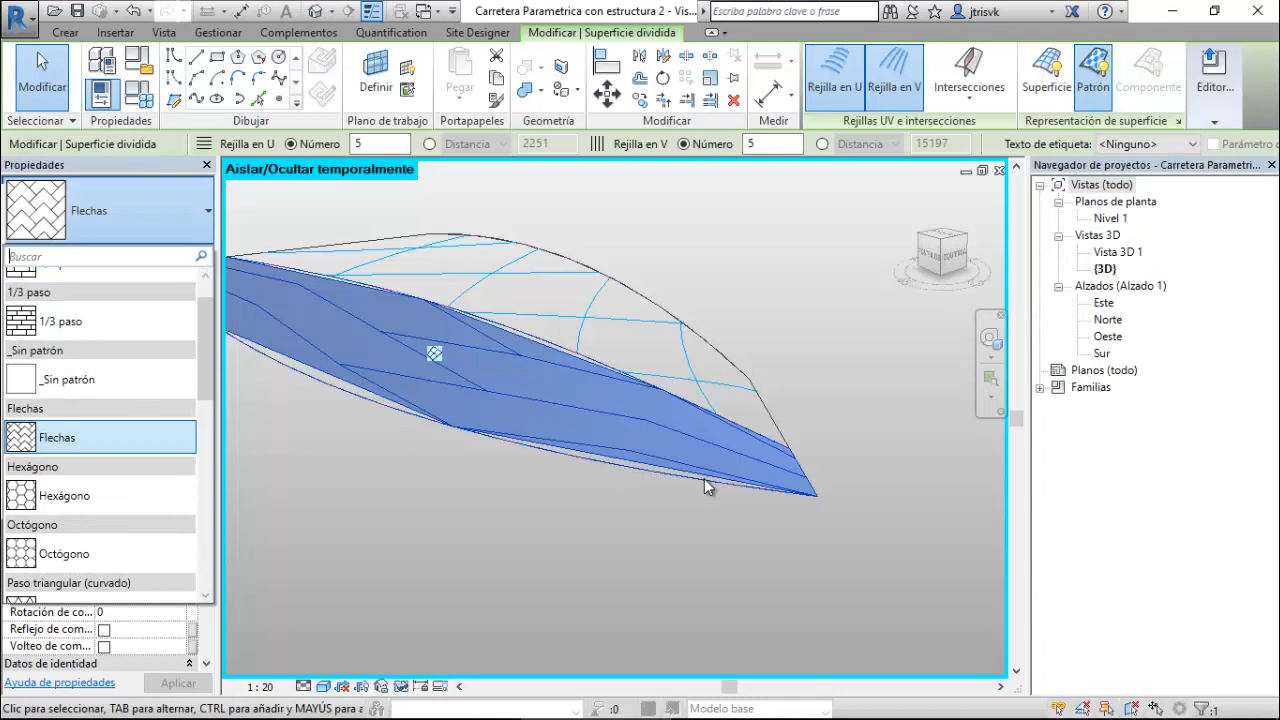 Carretera Parametrica con estructura 2 - Vis...
Escriba palabra clave o frase
jtrisvk
Crear
Insertar
Vista
Gestionar
Complementos
Quantification
Site Designer
Modificar | Superficie dividida
Modificar
Definir
Pegar
Rejilla en U
Rejilla en V
Intersecciones
Superficie
Patrón
Componente
Editor...
Seleccionar
Propiedades
Dibujar
Plano de trabajo
Portapapeles
Geometría
Modificar
Medir
Rejillas UV e intersecciones
Representación de superficie
Modificar | Superficie dividida
Rejilla en U
Número
5
Distancia
2251
Rejilla en V
Número
5
Distancia
15197
Texto de etiqueta:
<Ninguno>
Parámetro
Propiedades
Flechas
Buscar
1/3 paso
1/3 paso
_Sin patrón
_Sin patrón
Flechas
Flechas
Hexágono
Hexágono
Octógono
Octógono
Paso triangular (curvado)
Rotación de co...
0
Reflejo de com...
Volteo de com...
Datos de identidad
Ayuda de propiedades
Aplicar
Aislar/Ocultar temporalmente
1 : 20
Navegador de proyectos - Carretera Parametri...
Vistas (todo)
Planos de planta
Nivel 1
Vistas 3D
Vista 3D 1
{3D}
Alzados (Alzado 1)
Este
Norte
Oeste
Sur
Planos (todo)
Familias
Clic para seleccionar, TAB para alternar, CTRL para añadir y MAYÚS para a
:0
Modelo base
:1